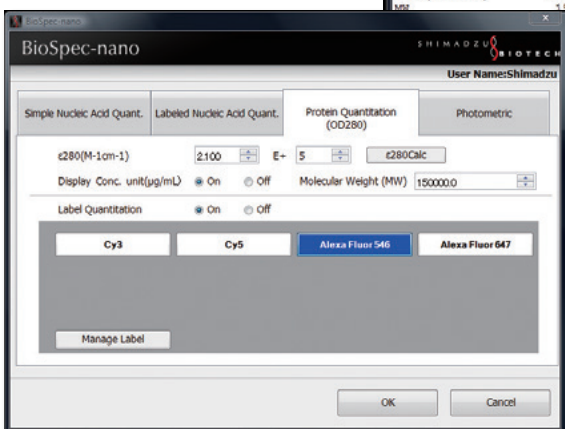 MW
BioSpec-nano
BioSpec-nano
SHIMADZU BIOTECH
User Name:Shimadzu
Simple Nucleic Acid Quant. Labeled Nucleic Acid Quant. Protein Quantitation (OD280) Photometric
ε280(M-1cm-1) 2.100 E+ 5 ε280Calc
Display Conc. unit(µg/mL) On Off Molecular Weight (MW) 150000.0
Label Quantitation On Off
Cy3 Cy5 Alexa Fluor 546 Alexa Fluor 647
Manage Label
OK Cancel